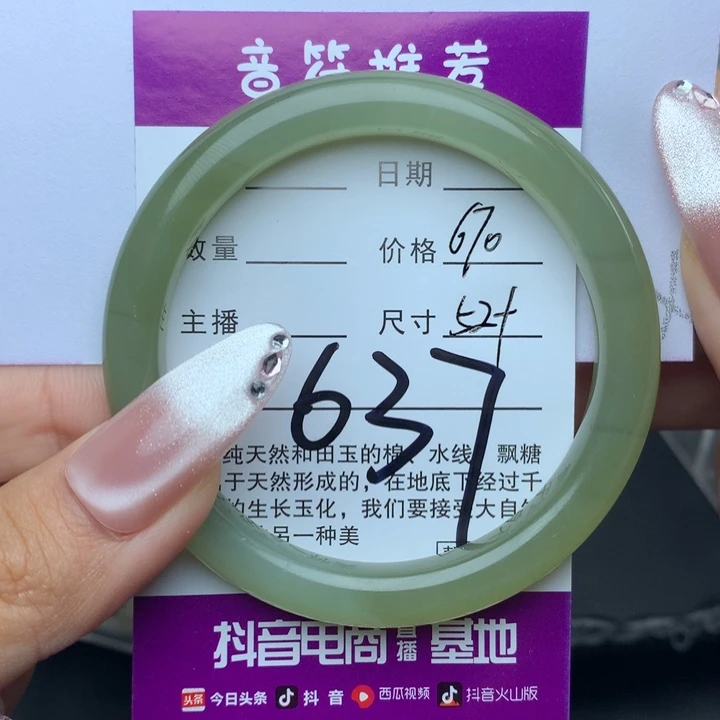 音符推荐
日期
数量 价格 670
主播 尺寸 52+
637
纯天然和田玉的棉、水线、飘糖
于天然形成的，在地底下经过千
的生长玉化，我们要接受大自然
另一种美
抖音电商直播基地
头条 今日头条 抖音 西瓜视频 抖音火山版